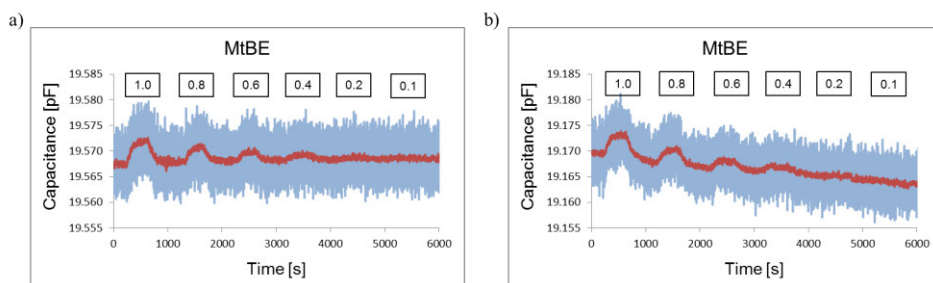 a)
MtBE
1.0 0.8 0.6 0.4 0.2 0.1
Capacitance [pF]
19.585
19.580
19.575
19.570
19.565
19.560
19.555
0 1000 2000 3000 4000 5000 6000
Time [s]
b)
MtBE
1.0 0.8 0.6 0.4 0.2 0.1
Capacitance [pF]
19.185
19.180
19.175
19.170
19.165
19.160
19.155
0 1000 2000 3000 4000 5000 6000
Time [s]